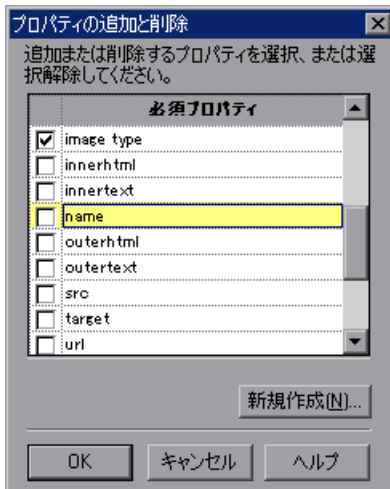 プロパティの追加と削除
追加または削除するプロパティを選択、または選
択解除してください。
必須プロパティ
image type
innerhtml
innertext
name
outerhtml
outertext
src
target
url
新規作成(N)...
OK
キャンセル
ヘルプ